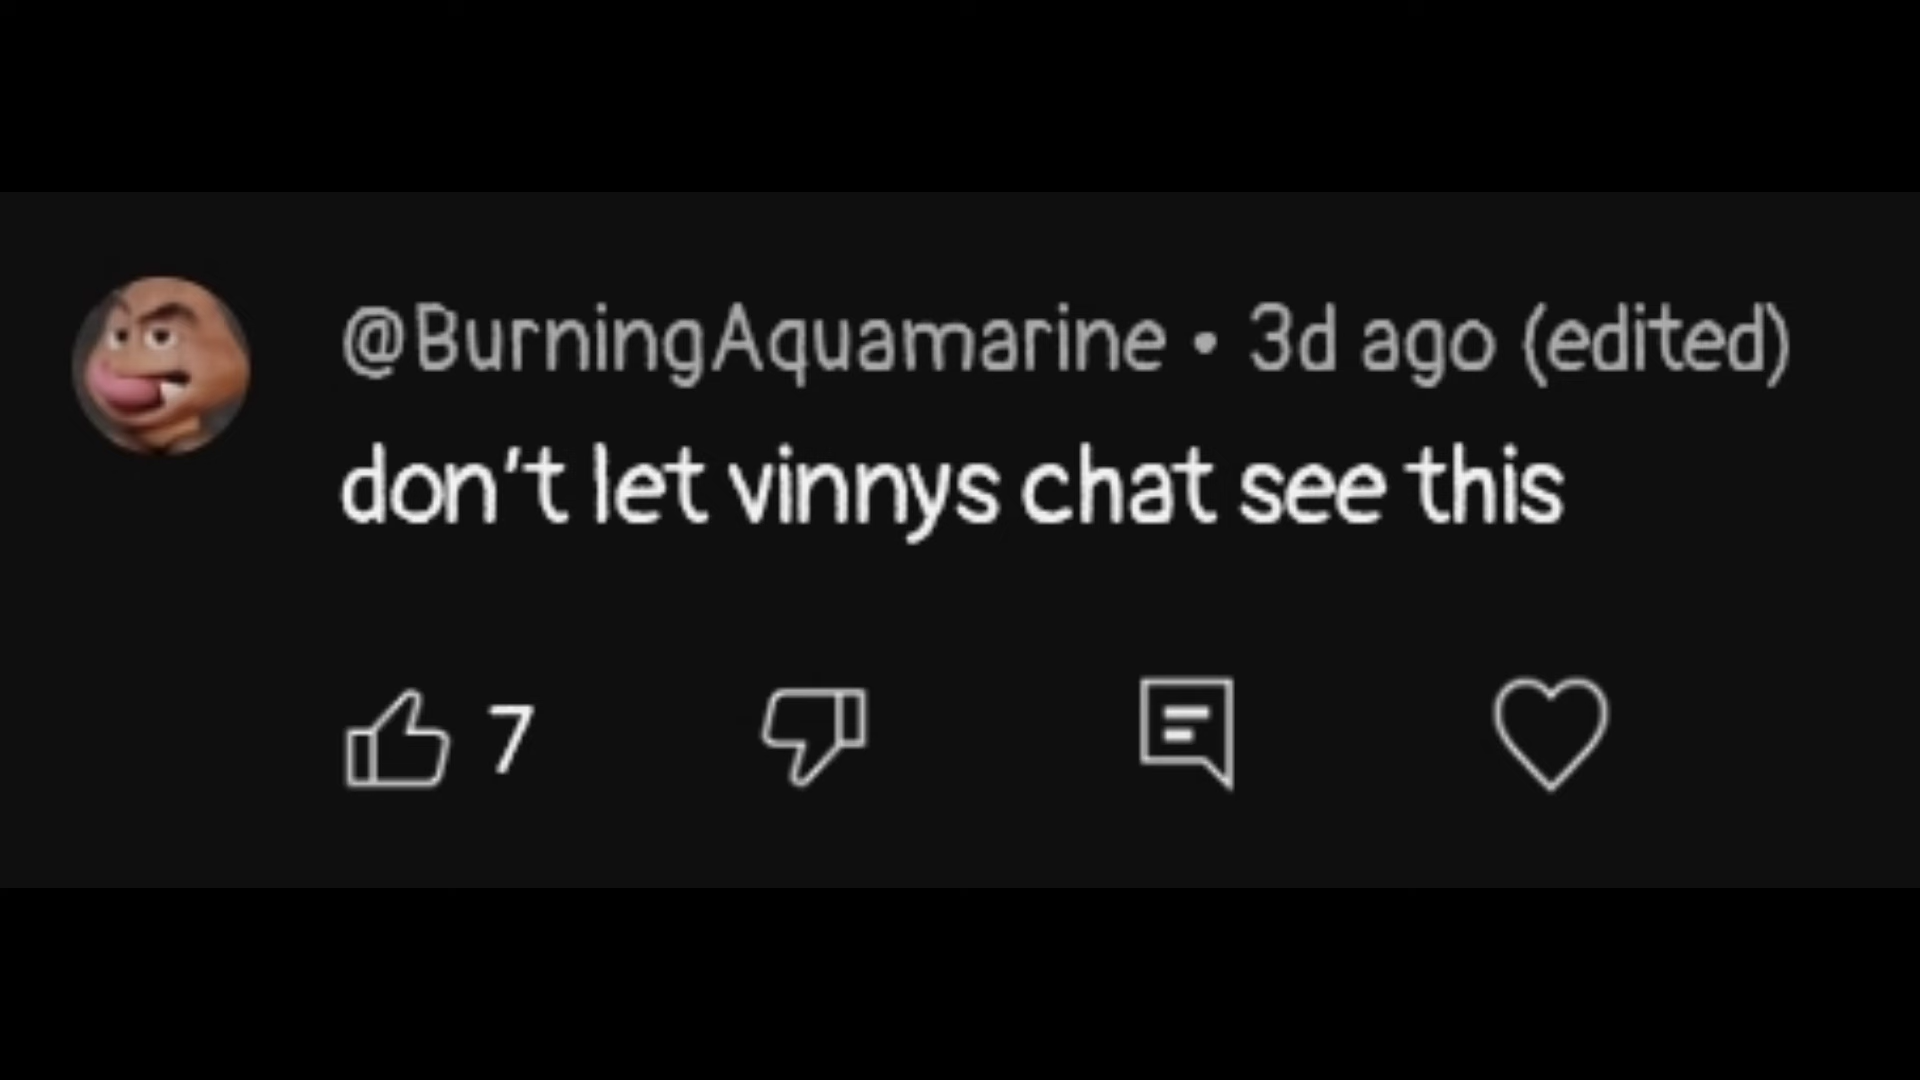 @BurningAquamarine • 3d ago (edited)
don't let vinnys chat see this
7